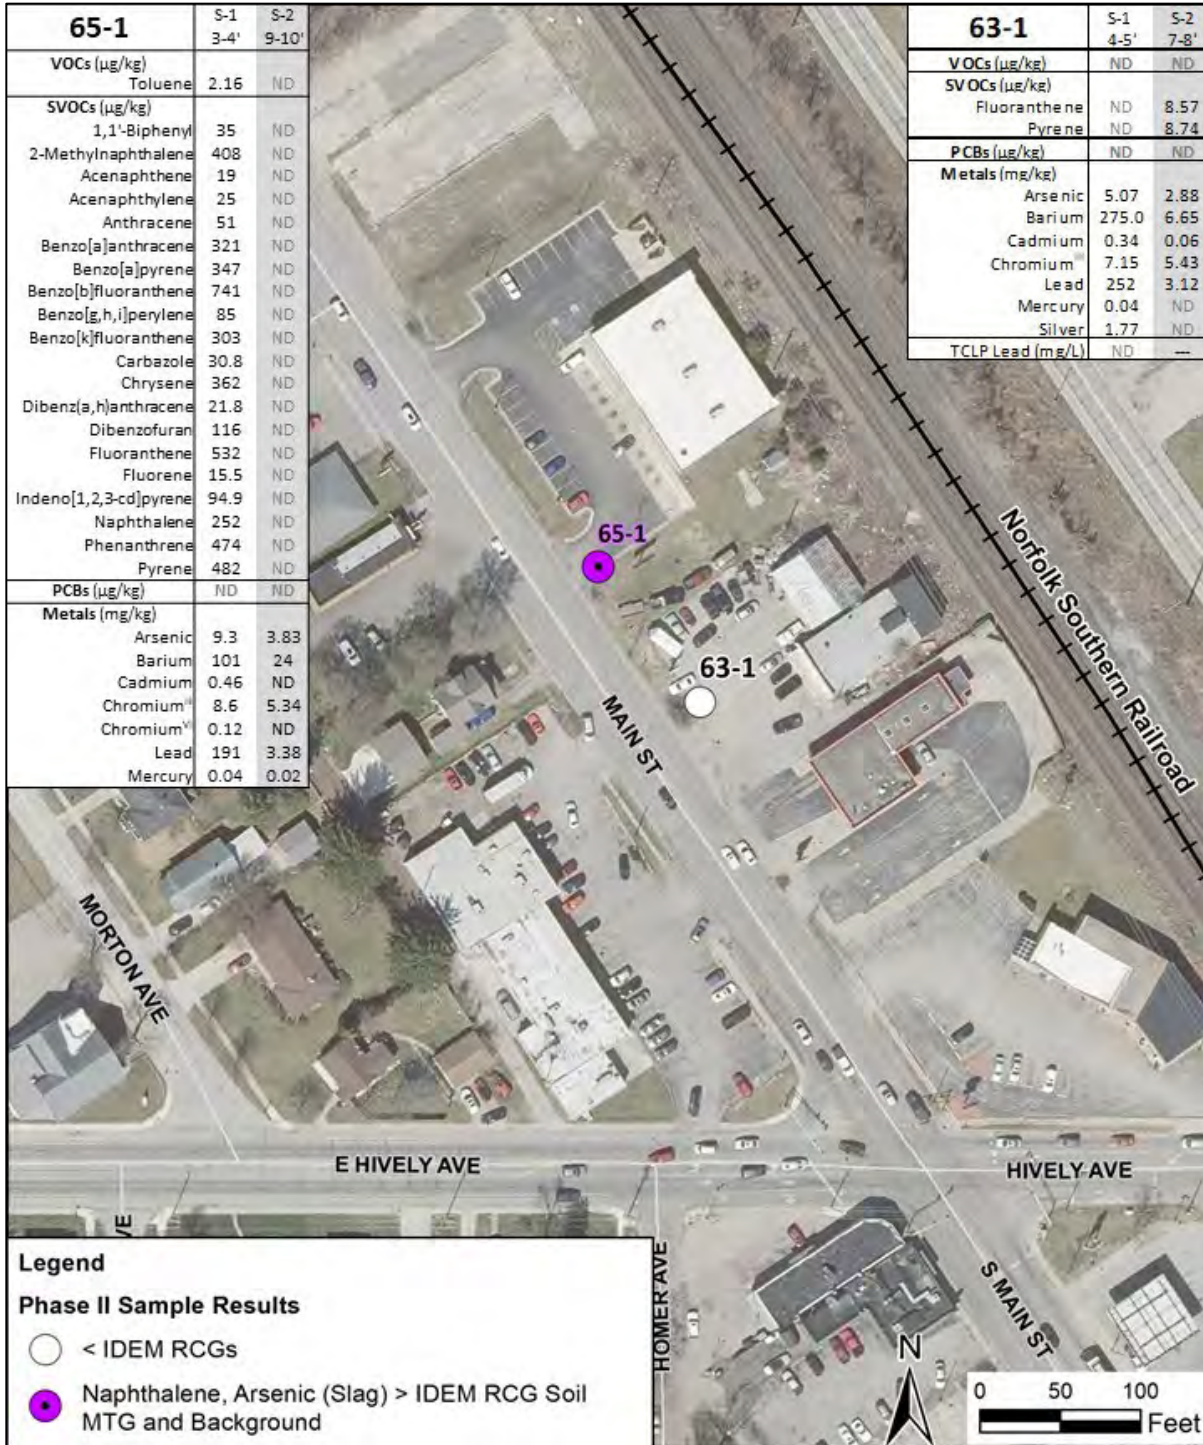 65-1 S-1 S-2
3-4' 9-10'
VOCs (µg/kg)
Toluene 2.16 ND
SVOCs (µg/kg)
1,1'-Biphenyl 35 ND
2-Methylnaphthalene 408 ND
Acenaphthene 19 ND
Acenaphthylene 25 ND
Anthracene 51 ND
Benzo[a]anthracene 321 ND
Benzo[a]pyrene 347 ND
Benzo[b]fluoranthene 741 ND
Benzo[g,h,i]perylene 85 ND
Benzo[k]fluoranthene 303 ND
Carbazole 30.8 ND
Chrysene 362 ND
Dibenz(a,h)anthracene 21.8 ND
Dibenzofuran 116 ND
Fluoranthene 532 ND
Fluorene 15.5 ND
Indeno[1,2,3-cd]pyrene 94.9 ND
Naphthalene 252 ND
Phenanthrene 474 ND
Pyrene 482 ND
PCBs (µg/kg) ND ND
Metals (mg/kg)
Arsenic 9.3 3.83
Barium 101 24
Cadmium 0.46 ND
Chromium III 8.6 5.34
Chromium VI 0.12 ND
Lead 191 3.38
Mercury 0.04 0.02
63-1 S-1 S-2
4-5' 7-8'
VOCs (µg/kg) ND ND
SVOCs (µg/kg)
Fluoranthene ND 8.57
Pyrene ND 8.74
PCBs (µg/kg) ND ND
Metals (mg/kg)
Arsenic 5.07 2.88
Barium 275.0 6.65
Cadmium 0.34 0.06
Chromium III 7.15 5.43
Lead 252 3.12
Mercury 0.04 ND
Silver 1.77 ND
TCLP Lead (mg/L) ND ---
65-1
63-1
Norfolk Southern Railroad
MAIN ST
MORTON AVE
E HIVELY AVE
HIVELY AVE
VE
HOMER AVE
S MAIN ST
Legend
Phase II Sample Results
< IDEM RCGs
Naphthalene, Arsenic (Slag) > IDEM RCG Soil
MTG and Background
N
0 50 100
Feet